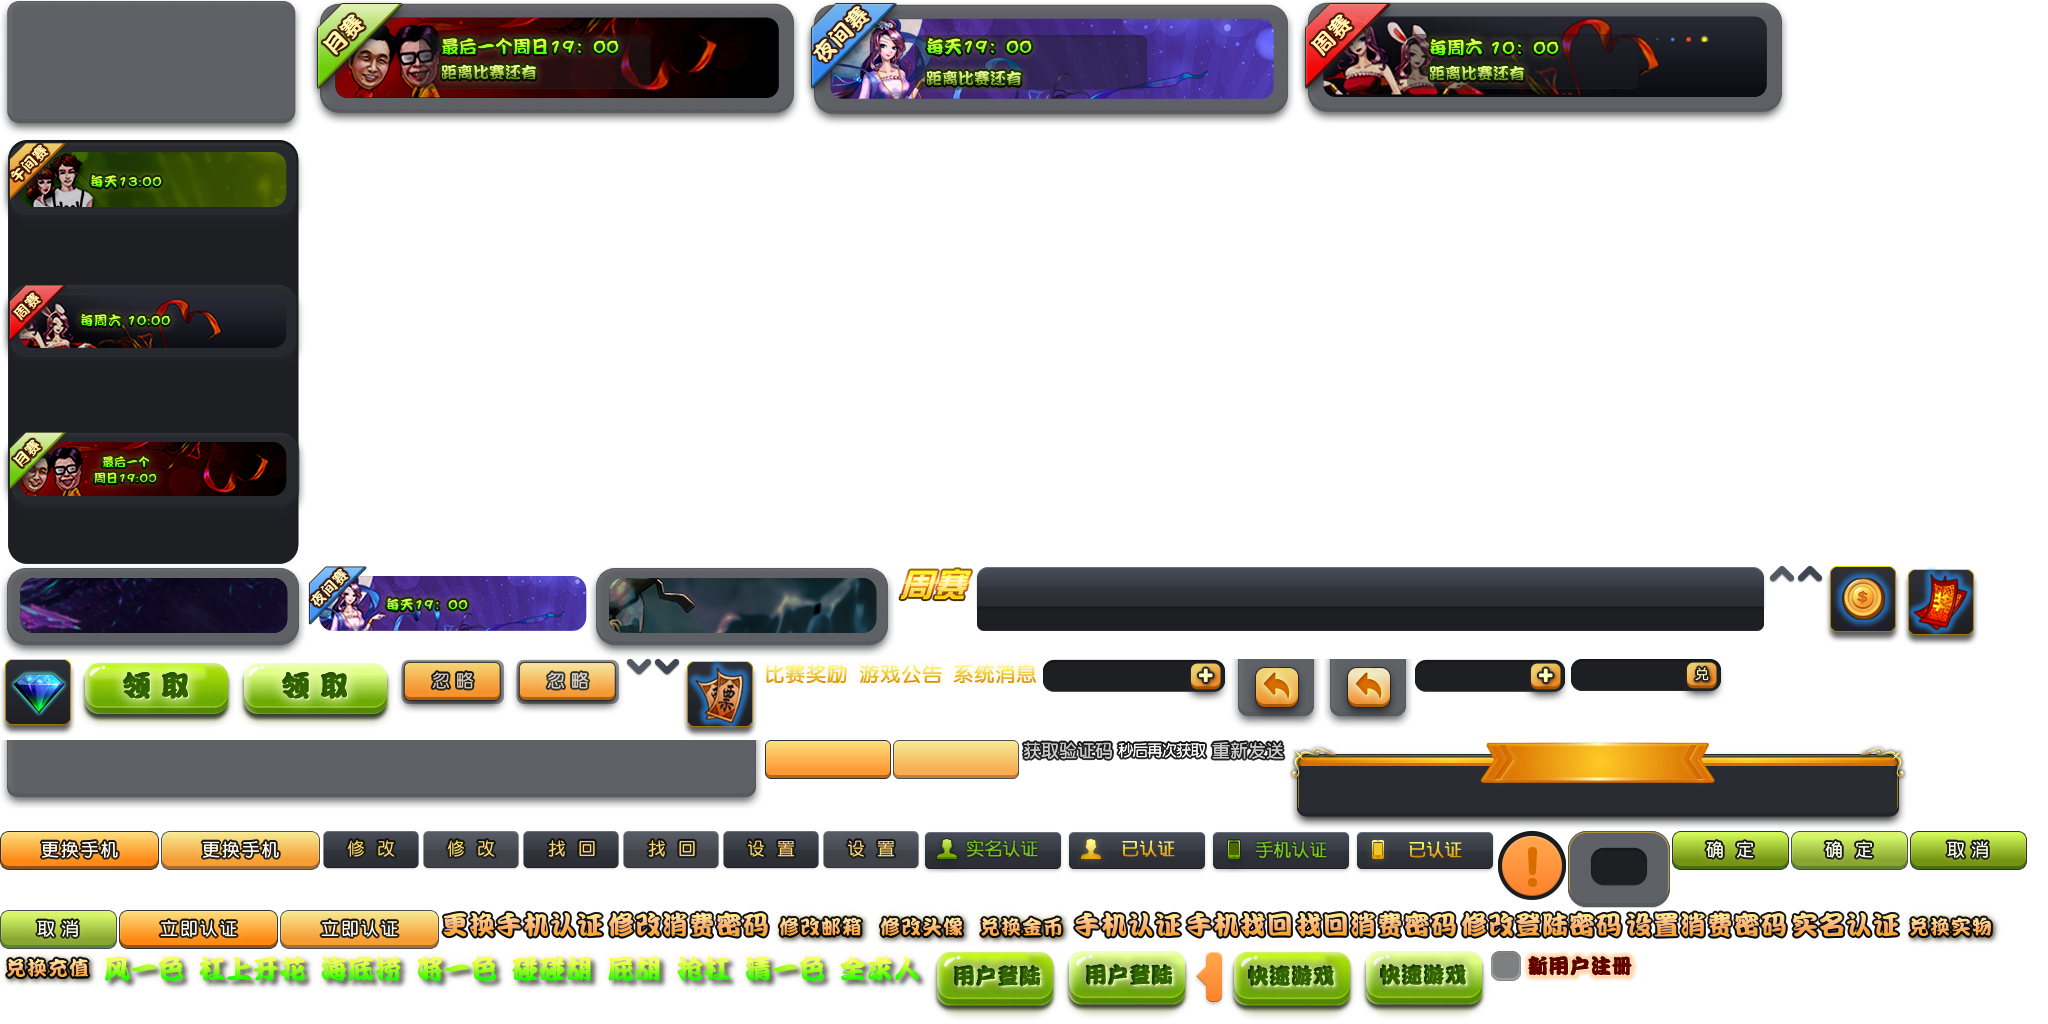 月赛
最后一个周日19：00
距离比赛还有
夜间赛
每天19：00
距离比赛还有
周赛
每周六 10：00
距离比赛还有
午间赛
每天13:00
周赛
每周六 10:00
月赛
最后一个
周日19:00
夜间赛
每天19：00
周赛
$
领取
领取
忽略
忽略
票
比赛奖励 游戏公告 系统消息
兑
获取验证码 秒后再次获取 重新发送
更换手机
更换手机
修 改
修 改
找 回
找 回
设 置
设 置
实名认证
已认证
手机认证
已认证
确 定
确 定
取 消
取 消
立即认证
立即认证
更换手机认证 修改消费密码 修改邮箱 修改头像 兑换金币 手机认证 手机找回 找回消费密码 修改登陆密码 设置消费密码 实名认证 兑换实物
兑换充值 风一色 杠上开花 海底捞 将一色 碰碰胡 屁胡 抢杠 清一色 全求人
用户登陆
用户登陆
快速游戏
快速游戏
新用户注册